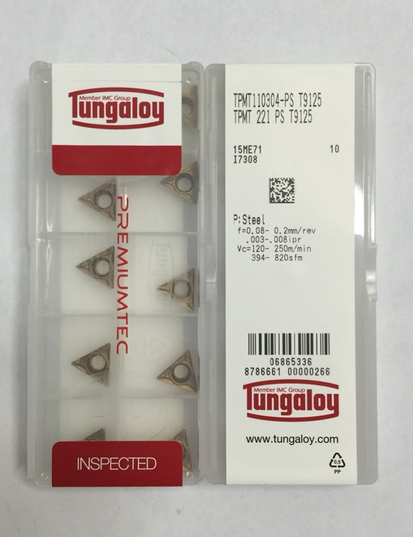 Member IMC Group
Tungaloy
PREMIUMTEC
INSPECTED
TPMT110304-PS T9125
TPMT 221 PS T9125
15ME71 10
I7308
P:Steel
f=0.08- 0.2mm/rev
.003-.008ipr
Vc=120- 250m/min
394- 820sfm
06865336
8786661 00000266
Member IMC Group
Tungaloy
www.tungaloy.com
PP